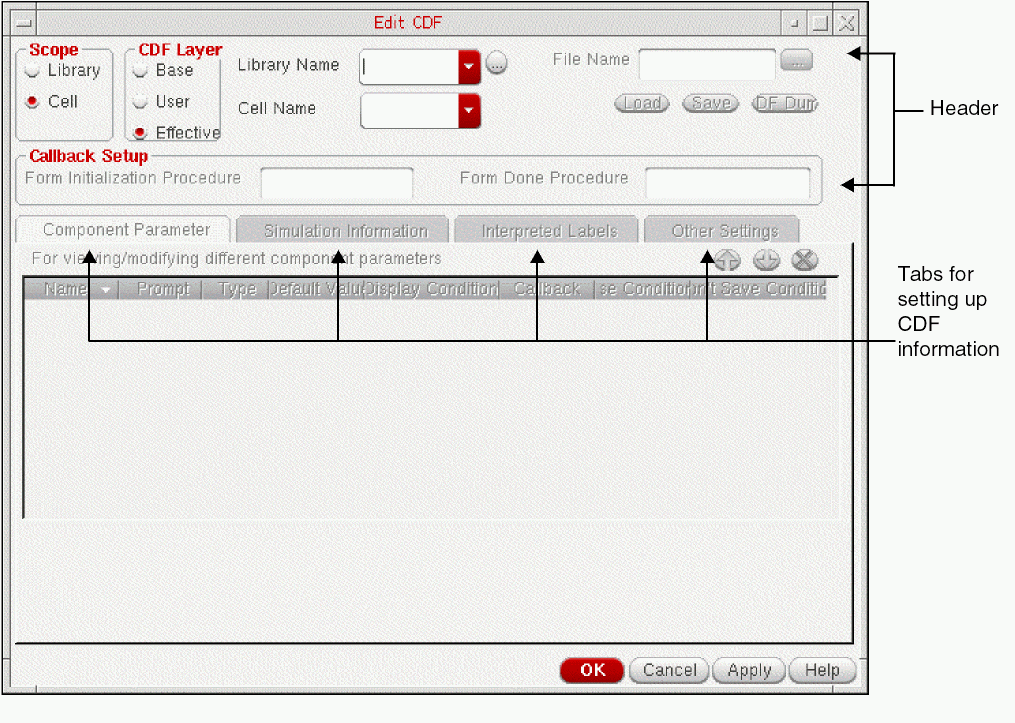 Edit CDF
Scope
Library
Cell
CDF Layer
Base
User
Effective
Library Name
...
Cell Name
File Name
...
Load
Save
DF Dum
Header
Callback Setup
Form Initialization Procedure
Form Done Procedure
Component Parameter
Simulation Information
Interpreted Labels
Other Settings
For viewing/modifying different component parameters
Name
Prompt
Type
Default Valu
Display Condition
Callback
se Condition
n't Save Conditio
Tabs for
setting up
CDF
information
OK
Cancel
Apply
Help